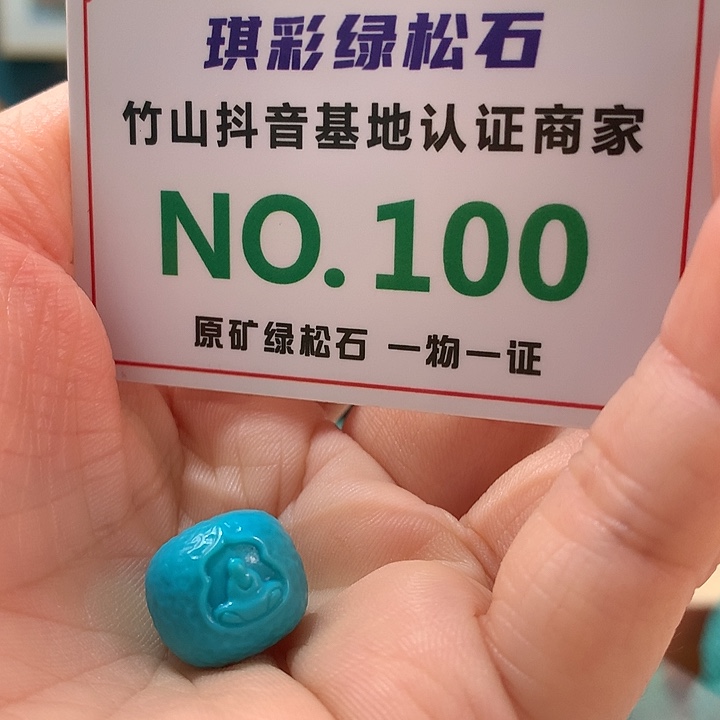 琪彩绿松石
竹山抖音基地认证商家
NO.100
原矿绿松石 一物一证